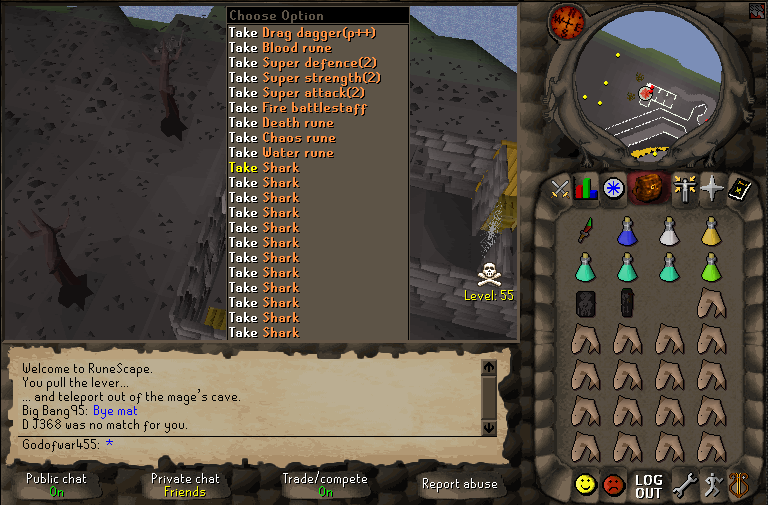 Choose Option
Take Drag dagger(p++)
Take Blood rune
Take Super defence(2)
Take Super strength(2)
Take Super attack(2)
Take Fire battlestaff
Take Death rune
Take Chaos rune
Take Water rune
Take Shark
Take Shark
Take Shark
Take Shark
Take Shark
Take Shark
Take Shark
Take Shark
Take Shark
Take Shark
Take Shark
Take Shark
Level: 55
Welcome to RuneScape.
You pull the lever...
... and teleport out of the mage's cave.
Big Bang95: Bye mat
D J368 was no match for you.
Godofwar455: *
Public chat
On
Private chat
Friends
Trade/compete
On
Report abuse
LOG
OUT